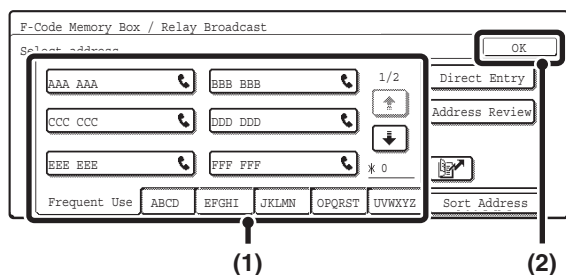 F-Code Memory Box / Relay Broadcast
Select address
OK
AAA AAA
BBB BBB
1/2
Direct Entry
CCC CCC
DDD DDD
Address Review
EEE EEE
FFF FFF
0
Frequent Use ABCD EFGHI JKLMN OPQRST UVWXYZ Sort Address
(1) (2)